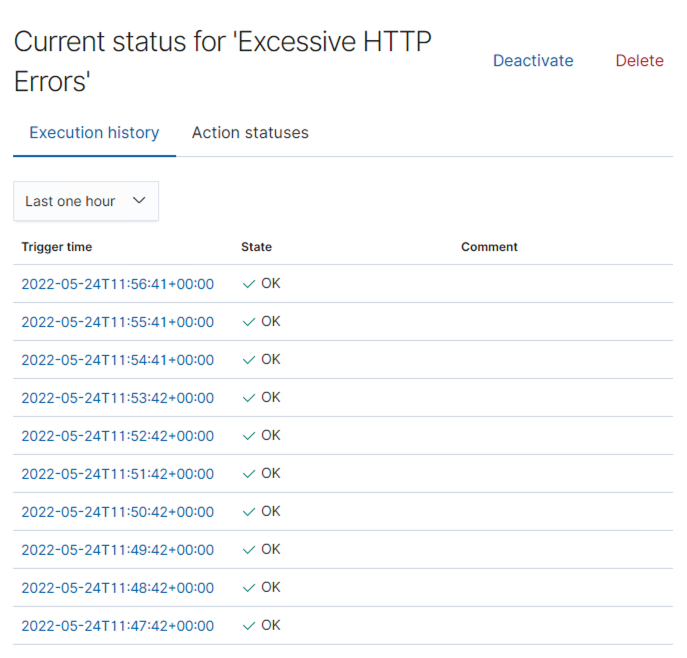 Current status for 'Excessive HTTP
Errors'
Deactivate Delete
Execution history Action statuses
Last one hour
Trigger time State Comment
2022-05-24T11:56:41+00:00 OK
2022-05-24T11:55:41+00:00 OK
2022-05-24T11:54:41+00:00 OK
2022-05-24T11:53:42+00:00 OK
2022-05-24T11:52:42+00:00 OK
2022-05-24T11:51:42+00:00 OK
2022-05-24T11:50:42+00:00 OK
2022-05-24T11:49:42+00:00 OK
2022-05-24T11:48:42+00:00 OK
2022-05-24T11:47:42+00:00 OK